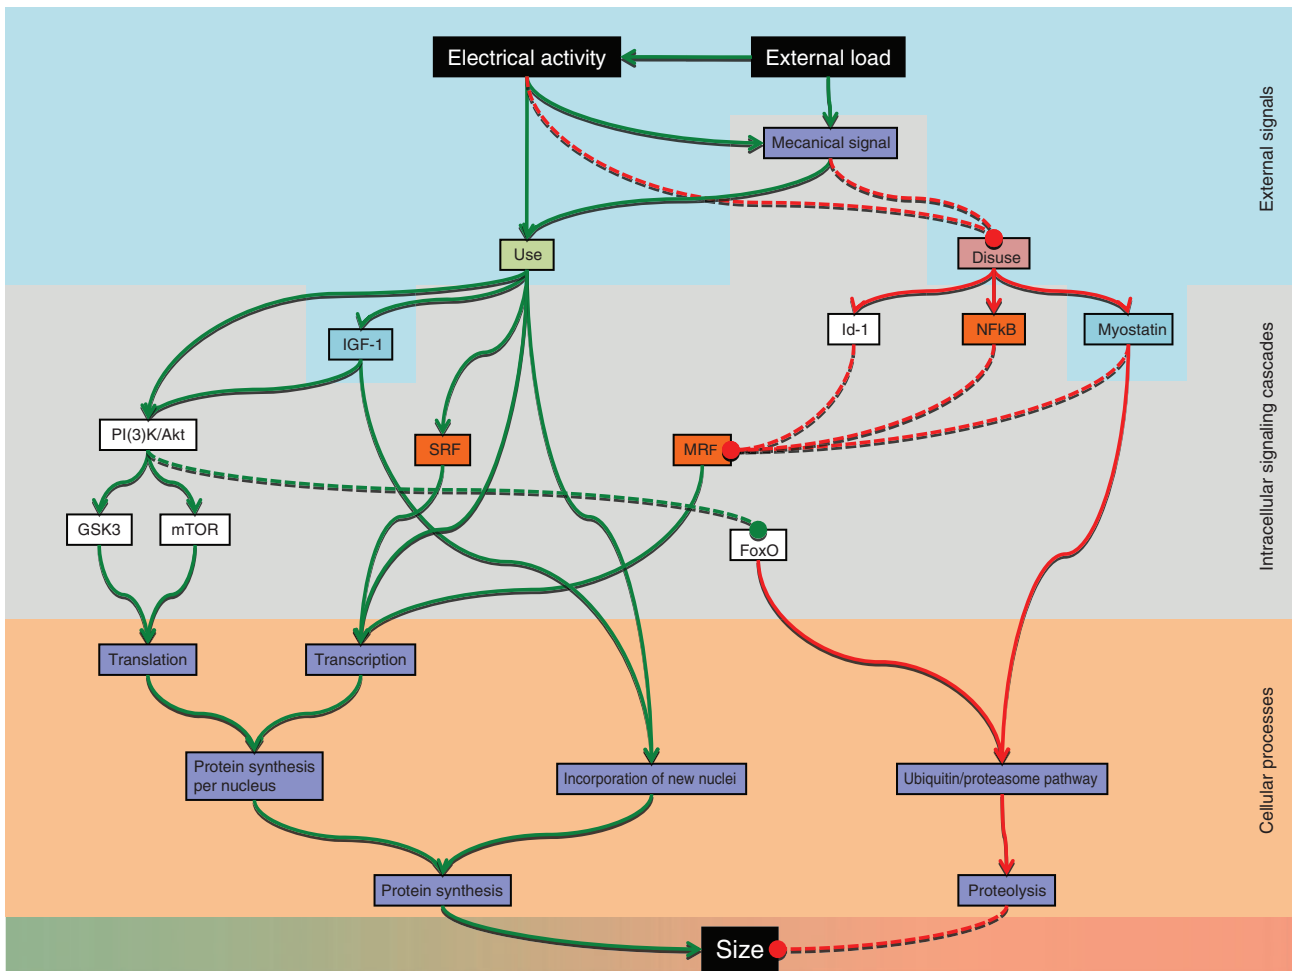 Electrical activity
External load
External signals
Mecanical signal
Use
Disuse
IGF-1
Id-1
NFkB
Myostatin
Intracellular signaling cascades
PI(3)K/Akt
SRF
MRF
GSK3
mTOR
FoxO
Translation
Transcription
Cellular processes
Protein synthesis
per nucleus
Incorporation of new nuclei
Ubiquitin/proteasome pathway
Protein synthesis
Proteolysis
Size